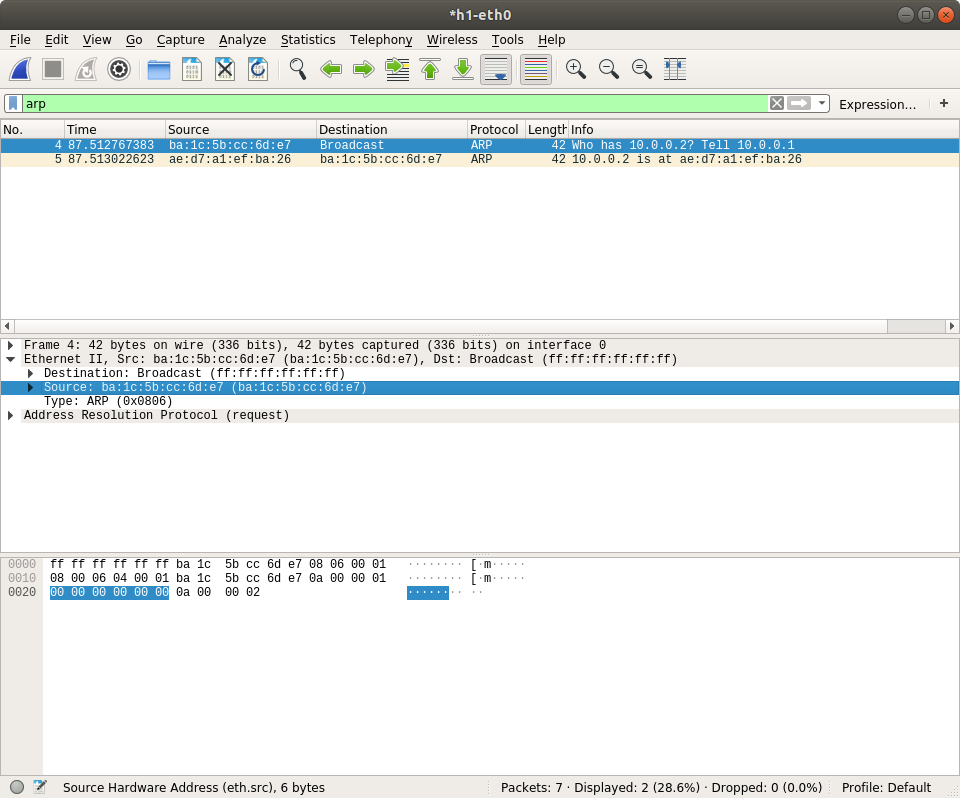 *h1-eth0
File Edit View Go Capture Analyze Statistics Telephony Wireless Tools Help
arp Expression… +
No. Time Source Destination Protocol Length Info
4 87.512767383 ba:1c:5b:cc:6d:e7 Broadcast ARP 42 Who has 10.0.0.2? Tell 10.0.0.1
5 87.513022623 ae:d7:a1:ef:ba:26 ba:1c:5b:cc:6d:e7 ARP 42 10.0.0.2 is at ae:d7:a1:ef:ba:26
Frame 4: 42 bytes on wire (336 bits), 42 bytes captured (336 bits) on interface 0
Ethernet II, Src: ba:1c:5b:cc:6d:e7 (ba:1c:5b:cc:6d:e7), Dst: Broadcast (ff:ff:ff:ff:ff:ff)
Destination: Broadcast (ff:ff:ff:ff:ff:ff)
Source: ba:1c:5b:cc:6d:e7 (ba:1c:5b:cc:6d:e7)
Type: ARP (0x0806)
Address Resolution Protocol (request)
0000 ff ff ff ff ff ff ba 1c 5b cc 6d e7 08 06 00 01 ········ [·m·····
0010 08 00 06 04 00 01 ba 1c 5b cc 6d e7 0a 00 00 01 ········ [·m·····
0020 00 00 00 00 00 00 0a 00 00 02 ········ ··
Source Hardware Address (eth.src), 6 bytes Packets: 7 · Displayed: 2 (28.6%) · Dropped: 0 (0.0%) Profile: Default